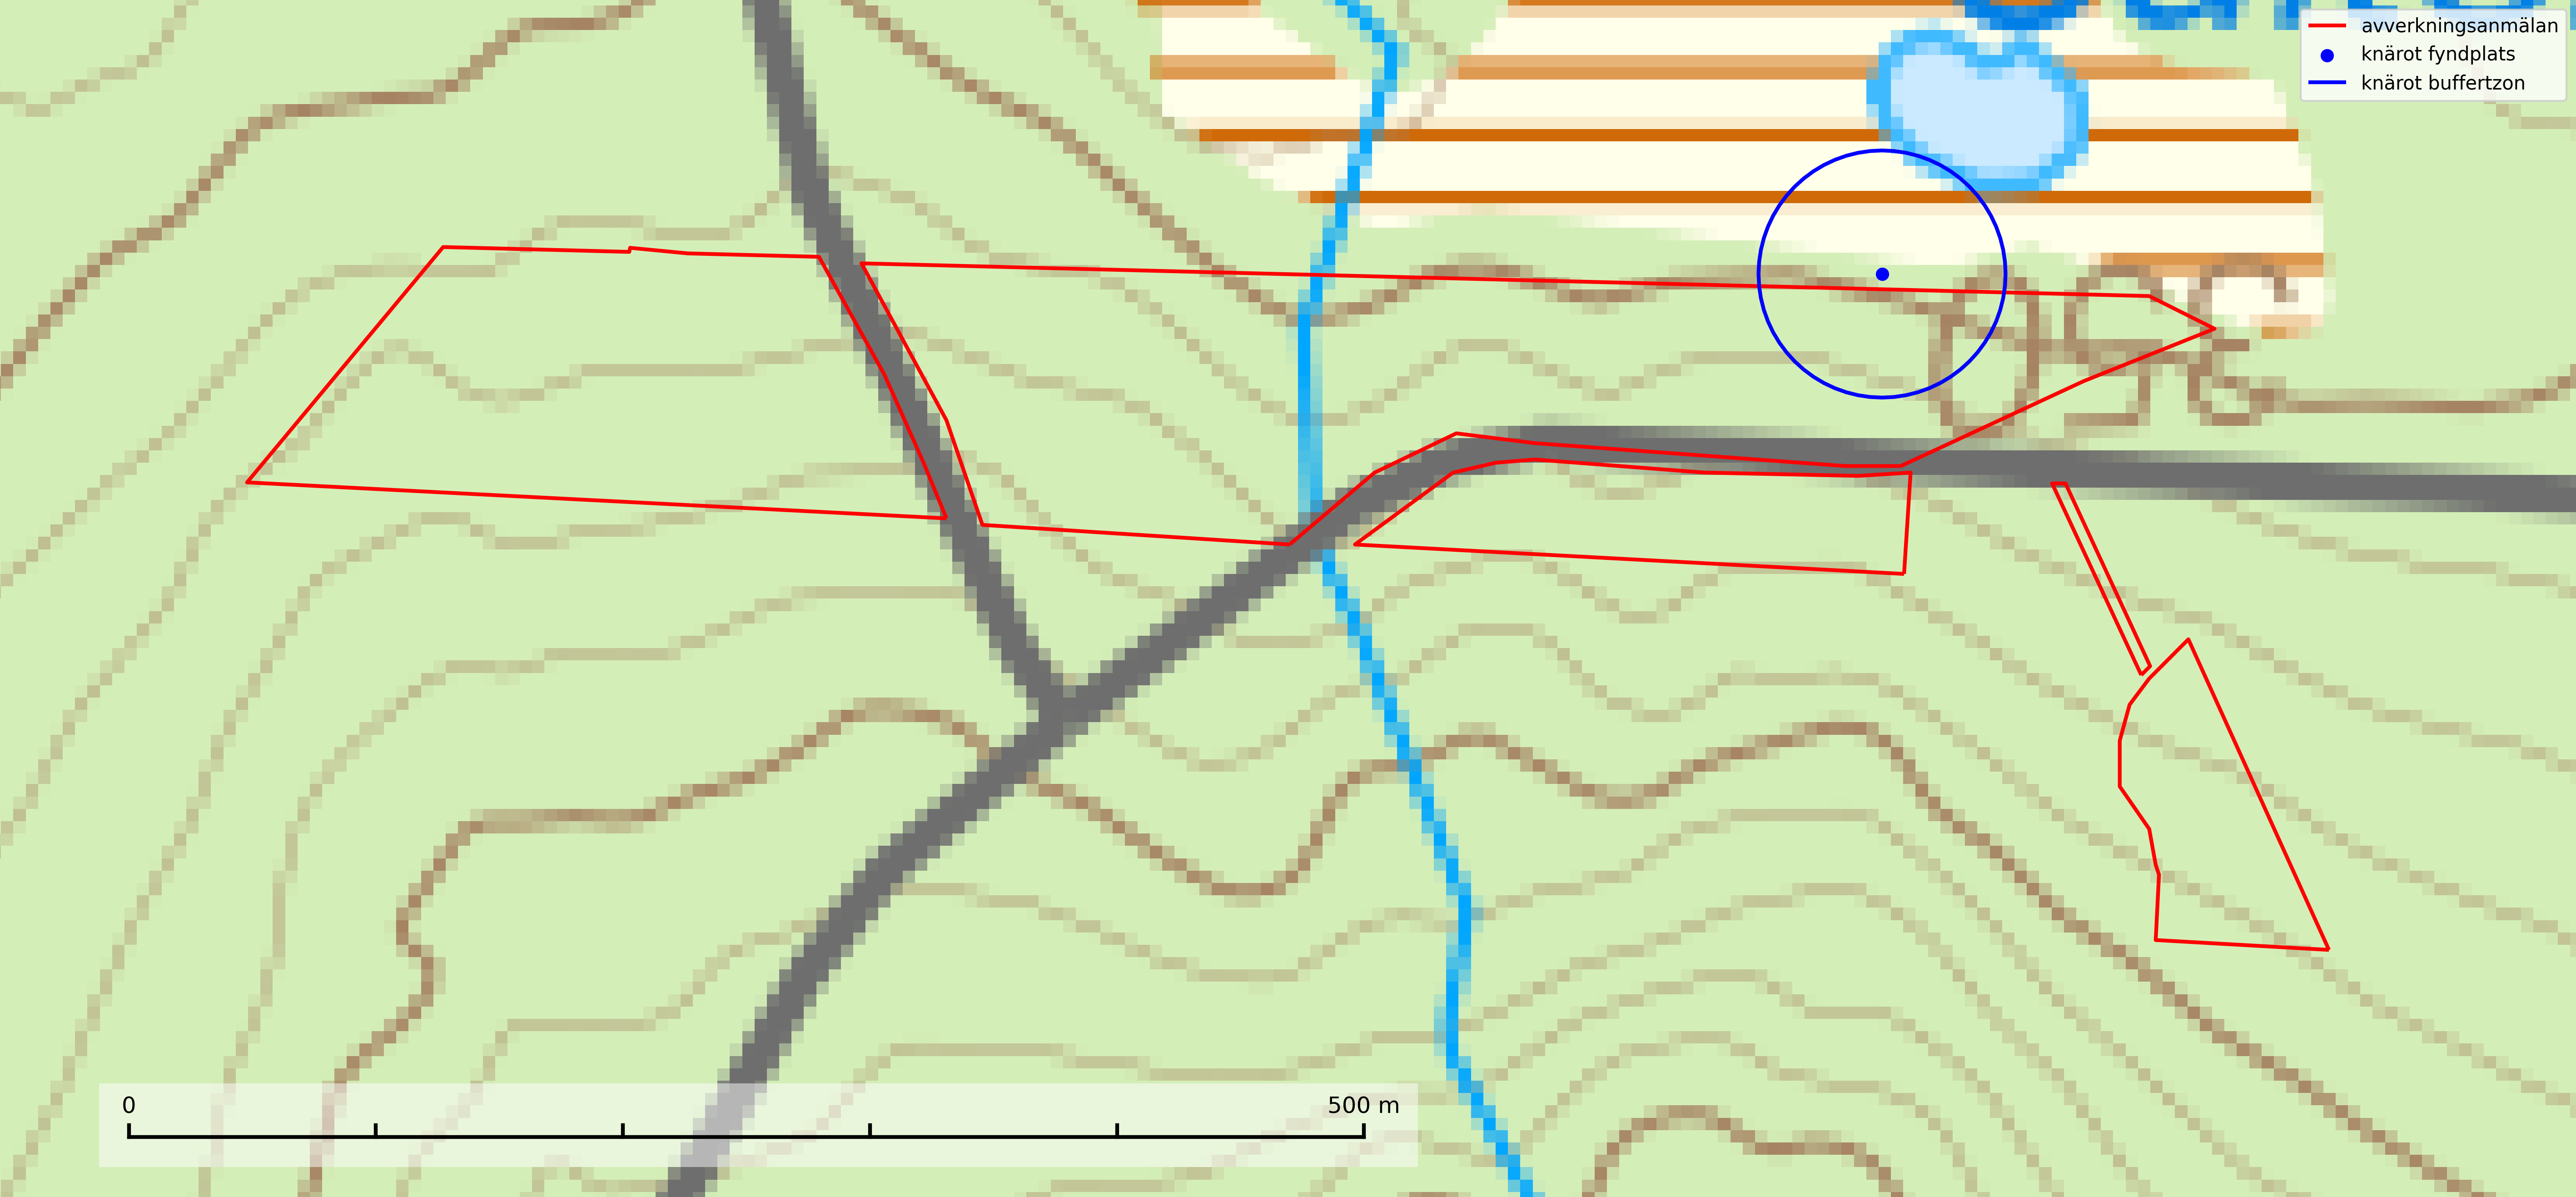 avverkningsanmälan
knärot fyndplats
knärot buffertzon
0
500 m